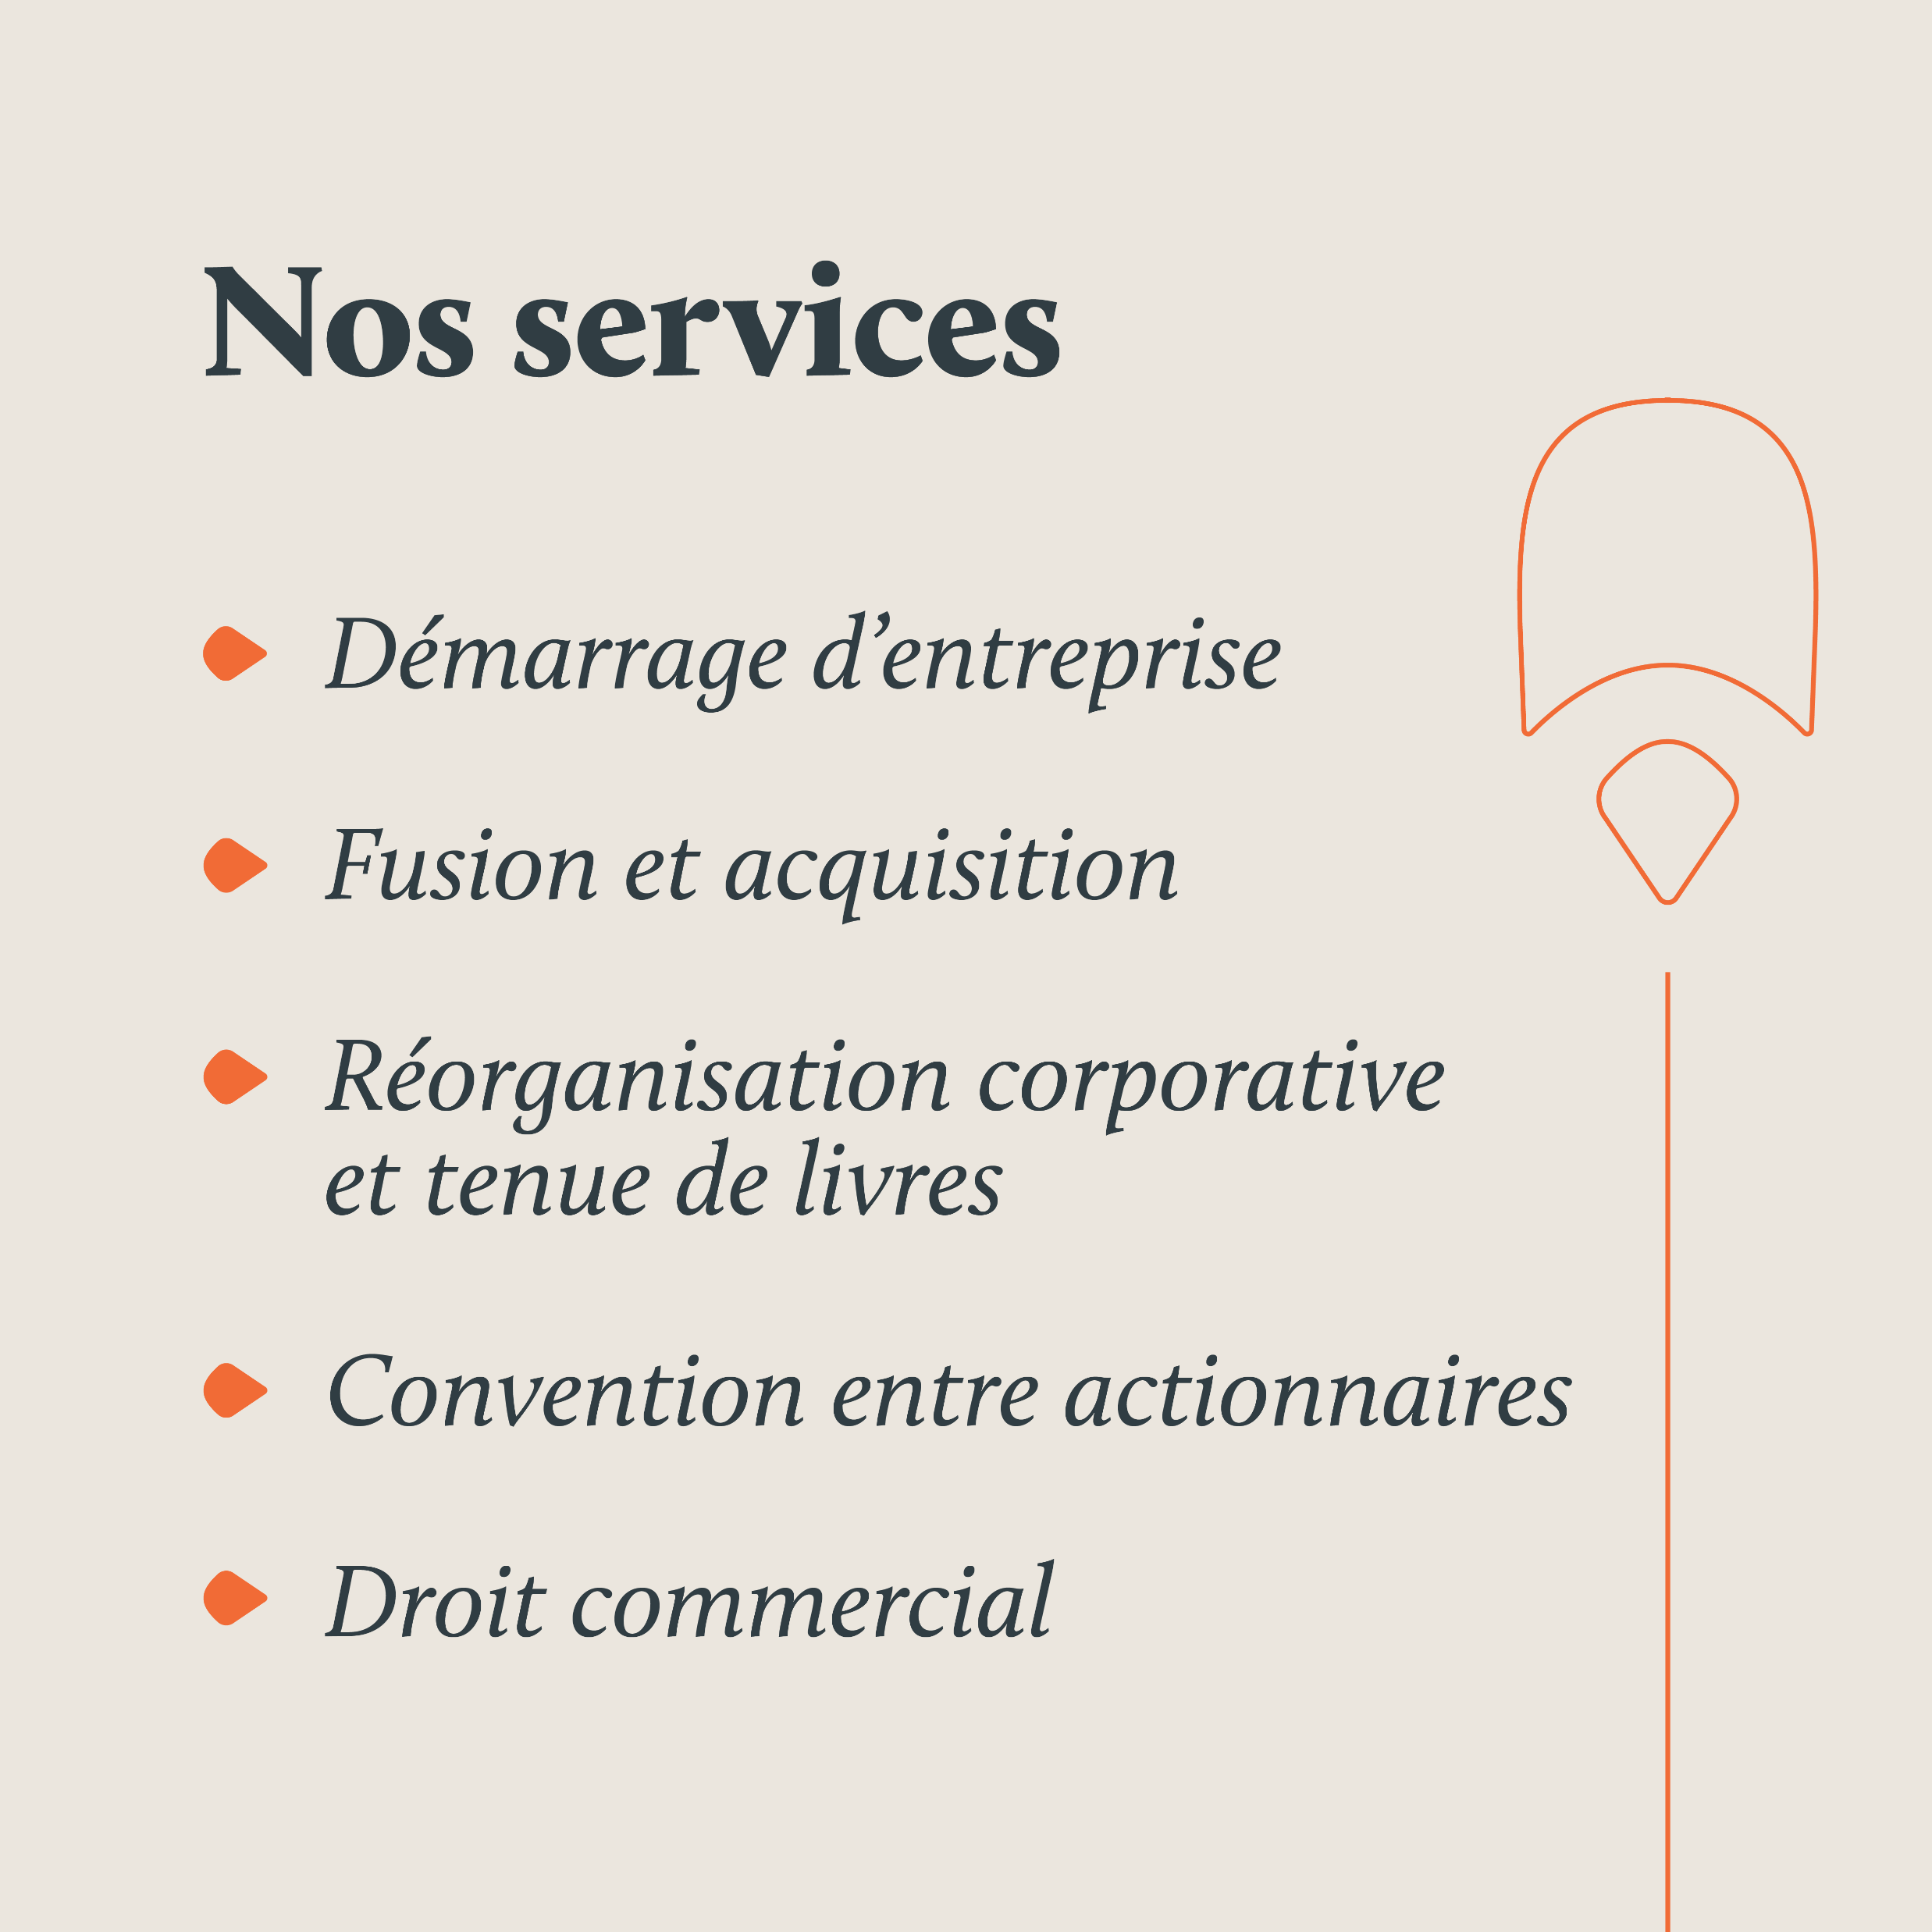 Nos services
Démarrage d’entreprise
Fusion et acquisition
Réorganisation corporative
et tenue de livres
Convention entre actionnaires
Droit commercial